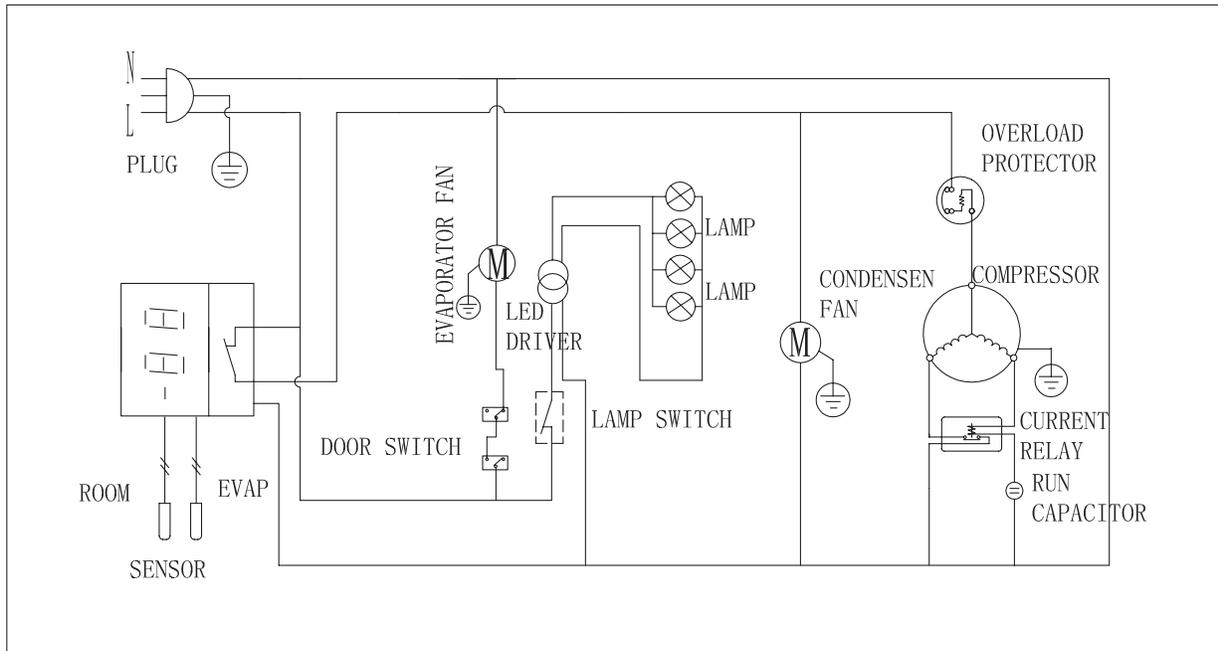 N
L
PLUG
OVERLOAD
PROTECTOR
EVAPORATOR FAN
M
LAMP
LAMP
LED
DRIVER
CONDENSEN
FAN
M
COMPRESSOR
LAMP SWITCH
DOOR SWITCH
CURRENT
RELAY
RUN
CAPACITOR
ROOM
EVAP
SENSOR